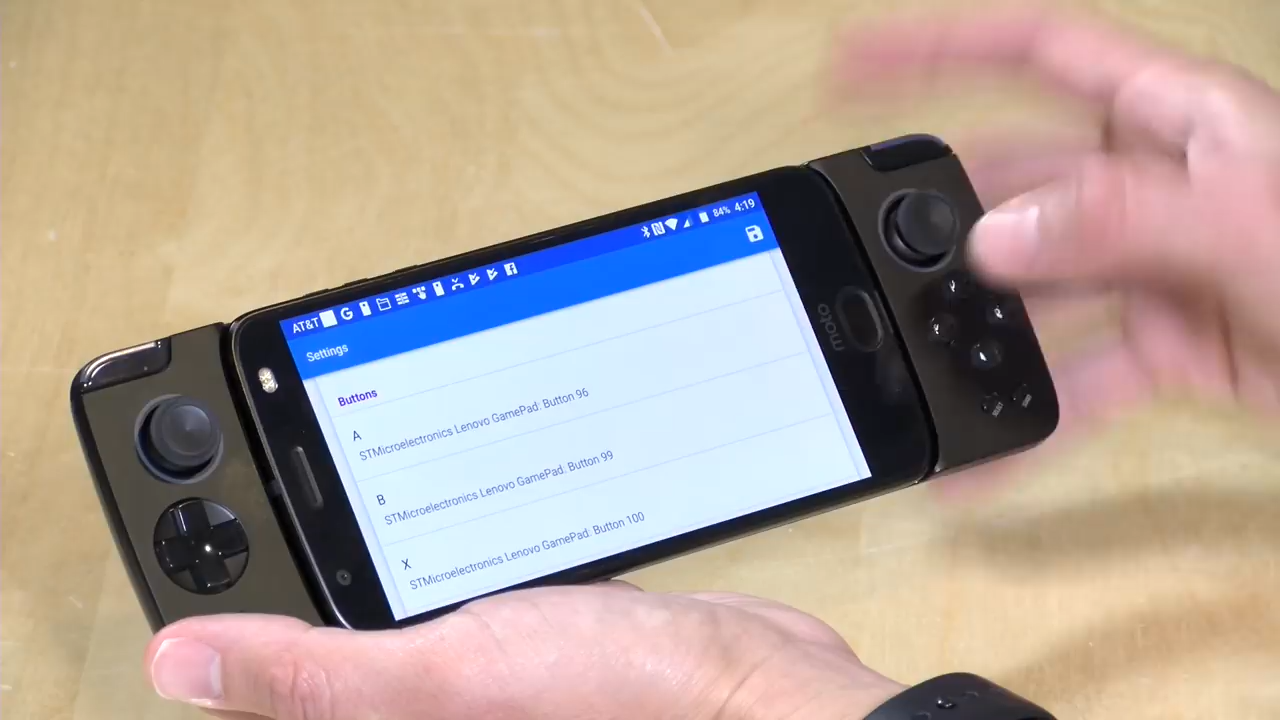 AT&T
84% 4:19
Settings
Buttons
A
STMicroelectronics Lenovo GamePad: Button 96
B
STMicroelectronics Lenovo GamePad: Button 99
X
STMicroelectronics Lenovo GamePad: Button 100
moto